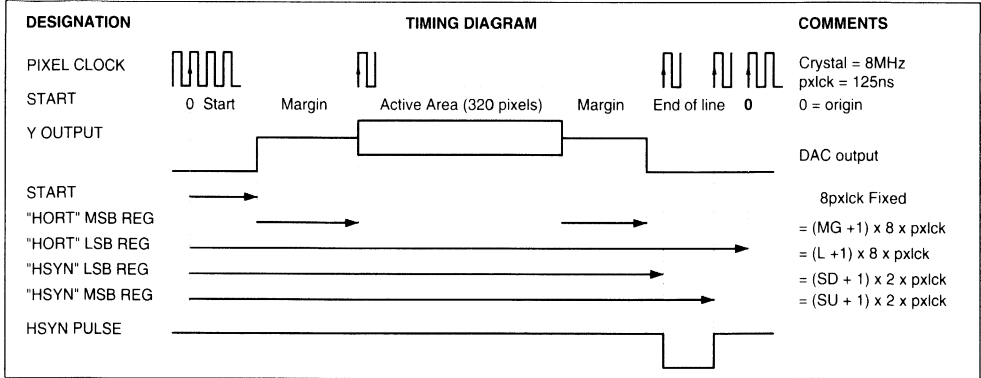 DESIGNATION TIMING DIAGRAM COMMENTS
PIXEL CLOCK Crystal = 8MHz
pxlck = 125ns
START 0 Start Margin Active Area (320 pixels) Margin End of line 0 0 = origin
Y OUTPUT
DAC output
START 8pxlck Fixed
"HORT" MSB REG = (MG +1) x 8 x pxlck
"HORT" LSB REG = (L +1) x 8 x pxlck
"HSYN" LSB REG = (SD + 1) x 2 x pxlck
"HSYN" MSB REG = (SU + 1) x 2 x pxlck
HSYN PULSE